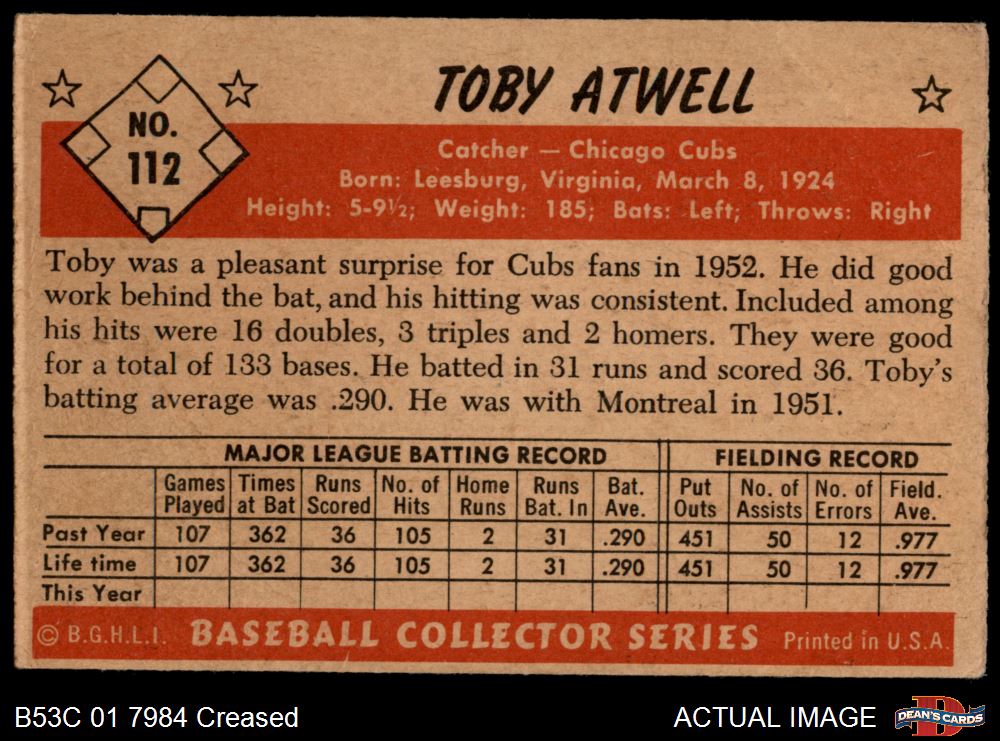 NO.
112
TOBY ATWELL
Catcher — Chicago Cubs
Born: Leesburg, Virginia, March 8, 1924
Height: 5-9½; Weight: 185; Bats: Left; Throws: Right
Toby was a pleasant surprise for Cubs fans in 1952. He did good
work behind the bat, and his hitting was consistent. Included among
his hits were 16 doubles, 3 triples and 2 homers. They were good
for a total of 133 bases. He batted in 31 runs and scored 36. Toby's
batting average was .290. He was with Montreal in 1951.
MAJOR LEAGUE BATTING RECORD FIELDING RECORD
Games Times Runs No. of Home Runs Bat. Put No. of No. of Field.
Played at Bat Scored Hits Runs Bat. In Ave. Outs Assists Errors Ave.
Past Year 107 362 36 105 2 31 .290 451 50 12 .977
Life time 107 362 36 105 2 31 .290 451 50 12 .977
This Year
© B.G.H.L.I. BASEBALL COLLECTOR SERIES Printed in U.S.A.
B53C 01 7984 Creased ACTUAL IMAGE DEAN'S CARDS